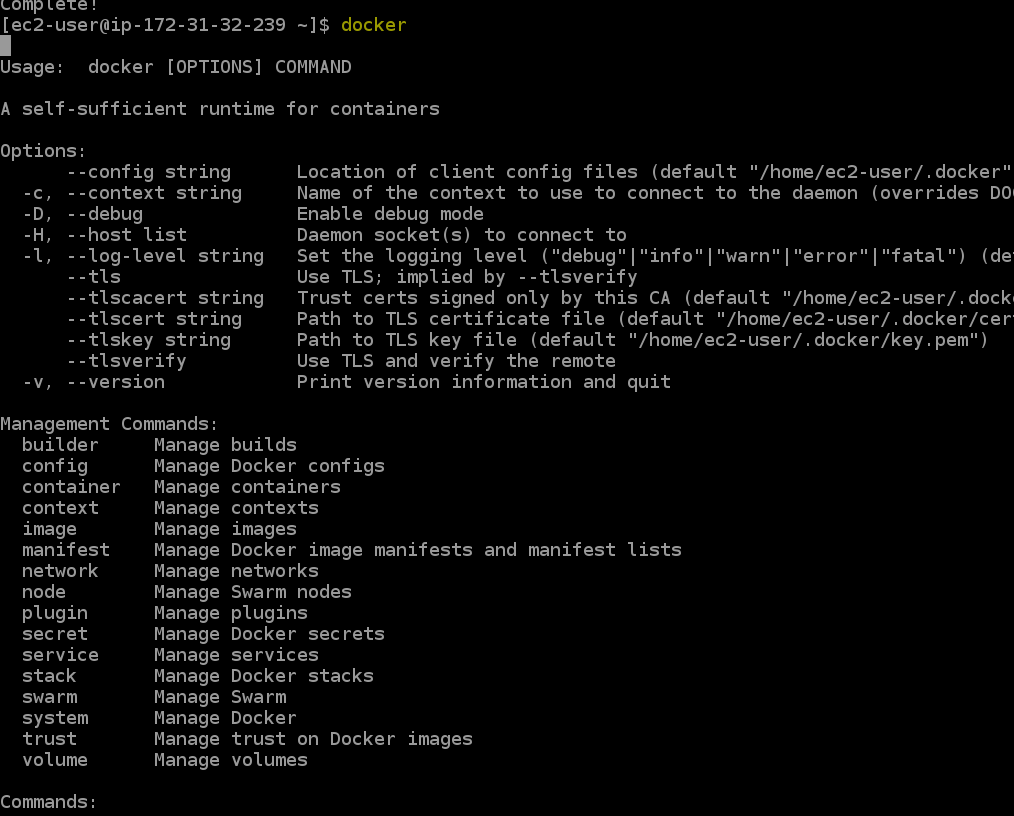 Complete!
[ec2-user@ip-172-31-32-239 ~]$ docker
Usage:  docker [OPTIONS] COMMAND
A self-sufficient runtime for containers
Options:
      --config string      Location of client config files (default "/home/ec2-user/.docker"
  -c, --context string     Name of the context to use to connect to the daemon (overrides DO
  -D, --debug              Enable debug mode
  -H, --host list          Daemon socket(s) to connect to
  -l, --log-level string   Set the logging level ("debug"|"info"|"warn"|"error"|"fatal") (de
      --tls                Use TLS; implied by --tlsverify
      --tlscacert string   Trust certs signed only by this CA (default "/home/ec2-user/.dock
      --tlscert string     Path to TLS certificate file (default "/home/ec2-user/.docker/cer
      --tlskey string      Path to TLS key file (default "/home/ec2-user/.docker/key.pem")
      --tlsverify          Use TLS and verify the remote
  -v, --version            Print version information and quit
Management Commands:
  builder     Manage builds
  config      Manage Docker configs
  container   Manage containers
  context     Manage contexts
  image       Manage images
  manifest    Manage Docker image manifests and manifest lists
  network     Manage networks
  node        Manage Swarm nodes
  plugin      Manage plugins
  secret      Manage Docker secrets
  service     Manage services
  stack       Manage Docker stacks
  swarm       Manage Swarm
  system      Manage Docker
  trust       Manage trust on Docker images
  volume      Manage volumes
Commands: